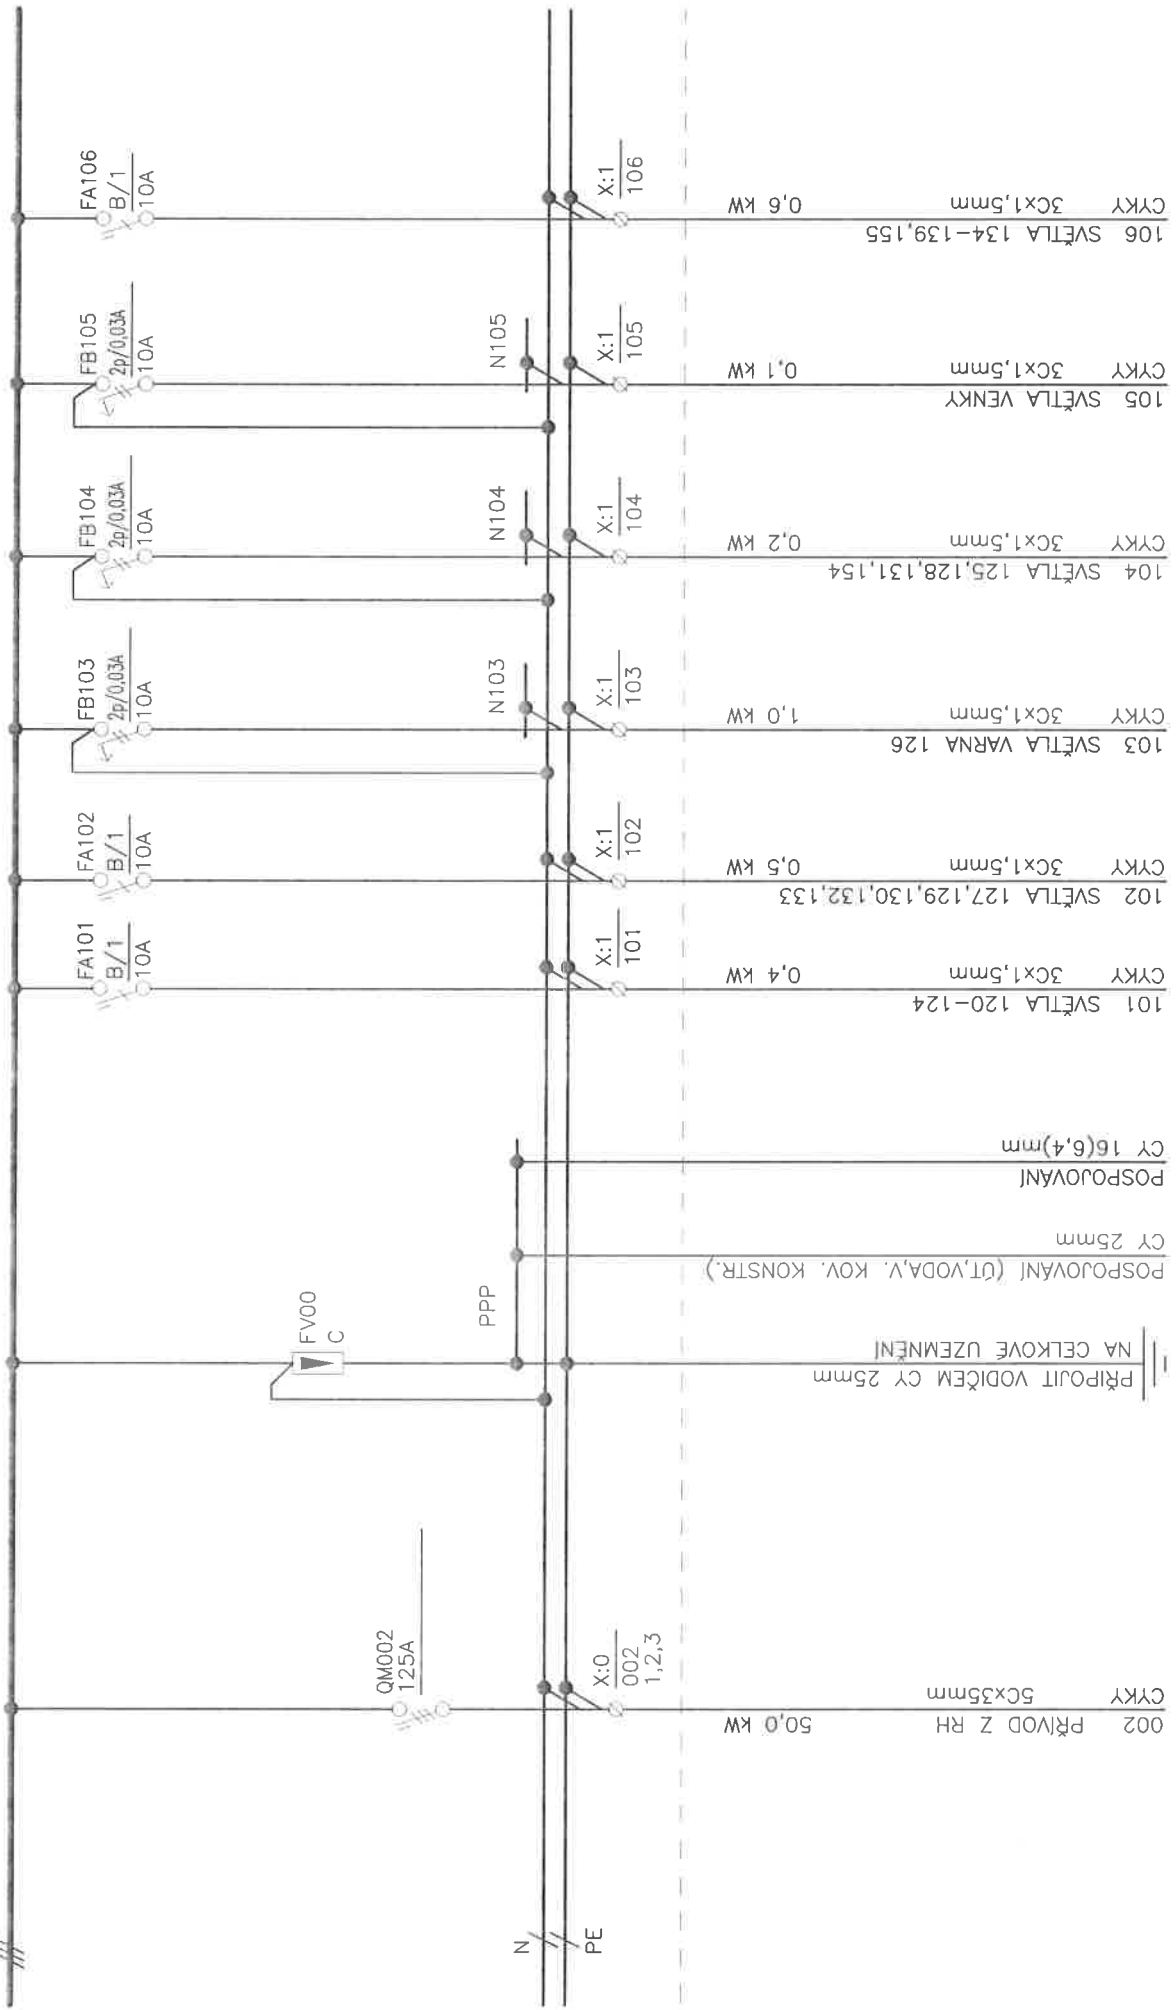 N
PE
QM002
125A
X:0
002
1,2,3
002 PŘÍVOD Z RH 50,0 kW
CYKY 5Cx35mm
FV00
C
PPP
PŘIPOJIT VODIČEM CY 25mm
NA CELKOVÉ UZEMNĚNÍ
POSPOJOVÁNÍ (ÚT,VODA,V. KOV. KONSTR.)
CY 25mm
POSPOJOVÁNÍ
CY 16(6,4)mm
FA101
B/1
10A
X:1
101
101 SVĚTLA 120-124
CYKY 3Cx1,5mm 0,4 kW
FA102
B/1
10A
X:1
102
102 SVĚTLA 127,129,130,132,133
CYKY 3Cx1,5mm 0,5 kW
FB103
2p/0,03A
10A
N103
X:1
103
103 SVĚTLA VARNA 126
CYKY 3Cx1,5mm 1,0 kW
FB104
2p/0,03A
10A
N104
X:1
104
104 SVĚTLA 125,128,131,154
CYKY 3Cx1,5mm 0,2 kW
FB105
2p/0,03A
10A
N105
X:1
105
105 SVĚTLA VENKY
CYKY 3Cx1,5mm 0,1 kW
FA106
B/1
10A
X:1
106
106 SVĚTLA 134-139,155
CYKY 3Cx1,5mm 0,6 kW